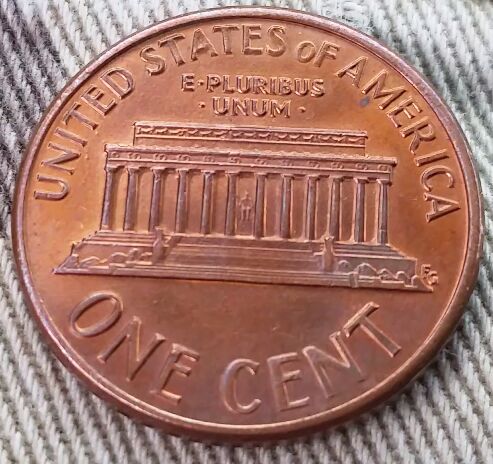 UNITED STATES OF AMERICA
E·PLURIBUS
·UNUM·
FG
ONE CENT